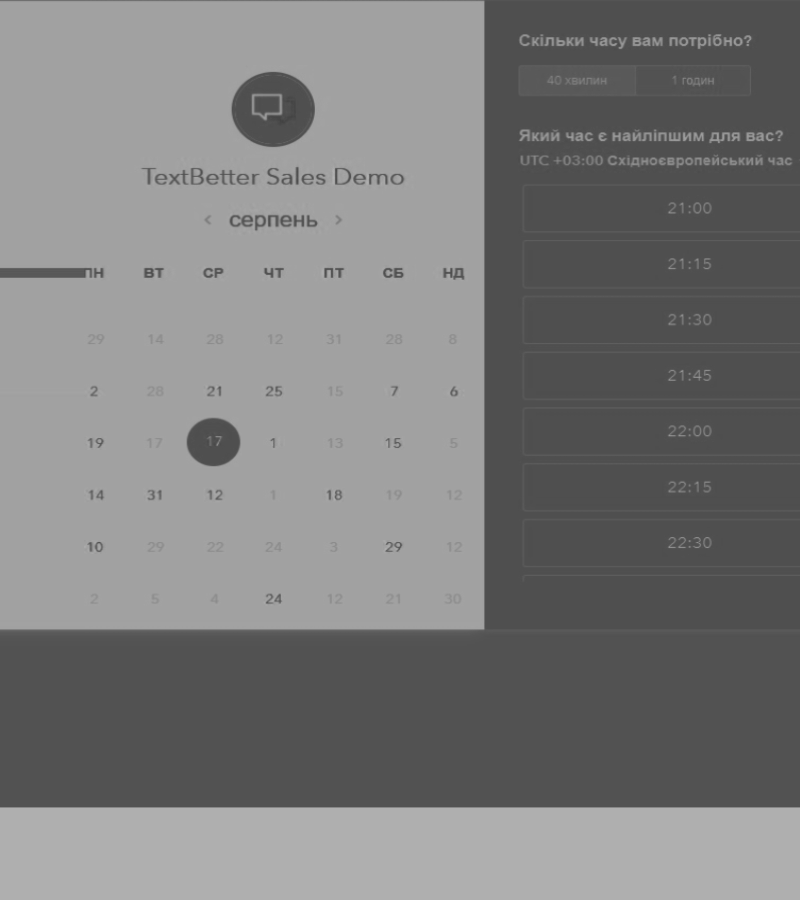 TextBetter Sales Demo
серпень
ПН ВТ СР ЧТ ПТ СБ НД
29 14 28 12 31 28 8
2 28 21 25 15 7 6
19 17 17 1 13 15 5
14 31 12 1 18 19 12
10 29 22 24 3 29 12
2 5 4 24 12 21 30
Скільки часу вам потрібно?
40 хвилин 1 годин
Який час є найліпшим для вас?
UTC +03:00 Східноєвропейський час
21:00
21:15
21:30
21:45
22:00
22:15
22:30